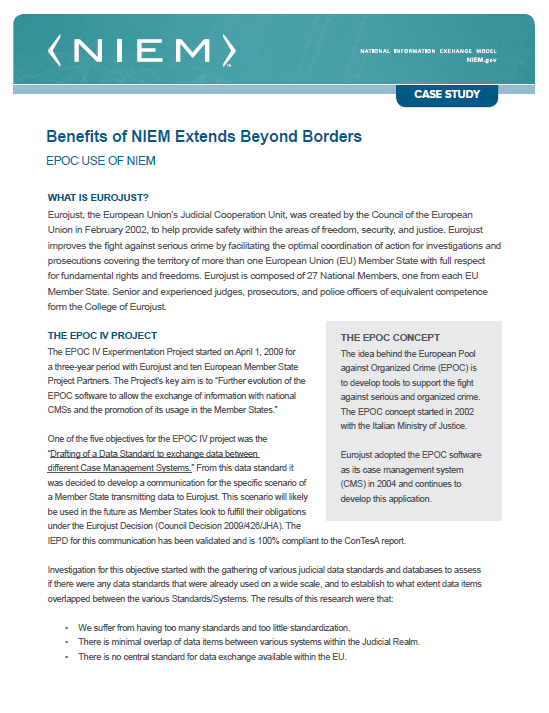 NIEM
NATIONAL INFORMATION EXCHANGE MODEL
NIEM.gov
CASE STUDY
Benefits of NIEM Extends Beyond Borders
EPOC USE OF NIEM
WHAT IS EUROJUST?
Eurojust, the European Union's Judicial Cooperation Unit, was created by the Council of the European
Union in February 2002, to help provide safety within the areas of freedom, security, and justice. Eurojust
improves the fight against serious crime by facilitating the optimal coordination of action for investigations and
prosecutions covering the territory of more than one European Union (EU) Member State with full respect
for fundamental rights and freedoms. Eurojust is composed of 27 National Members, one from each EU
Member State. Senior and experienced judges, prosecutors, and police officers of equivalent competence
form the College of Eurojust.
THE EPOC IV PROJECT
The EPOC IV Experimentation Project started on April 1, 2009 for
a three-year period with Eurojust and ten European Member State
Project Partners. The Project's key aim is to "Further evolution of the
EPOC software to allow the exchange of information with national
CMSs and the promotion of its usage in the Member States."
One of the five objectives for the EPOC IV project was the
"Drafting of a Data Standard to exchange data between
different Case Management Systems." From this data standard it
was decided to develop a communication for the specific scenario of
a Member State transmitting data to Eurojust. This scenario will likely
be used in the future as Member States look to fulfill their obligations
under the Eurojust Decision (Council Decision 2009/426/JHA). The
IEPD for this communication has been validated and is 100% compliant to the ConTesA report.
THE EPOC CONCEPT
The idea behind the European Pool
against Organized Crime (EPOC) is
to develop tools to support the fight
against serious and organized crime.
The EPOC concept started in 2002
with the Italian Ministry of Justice.
Eurojust adopted the EPOC software
as its case management system
(CMS) in 2004 and continues to
develop this application.
Investigation for this objective started with the gathering of various judicial data standards and databases to assess
if there were any data standards that were already used on a wide scale, and to establish to what extent data items
overlapped between the various Standards/Systems. The results of this research were that:
• We suffer from having too many standards and too little standardization.
• There is minimal overlap of data items between various systems within the Judicial Realm.
• There is no central standard for data exchange available within the EU.